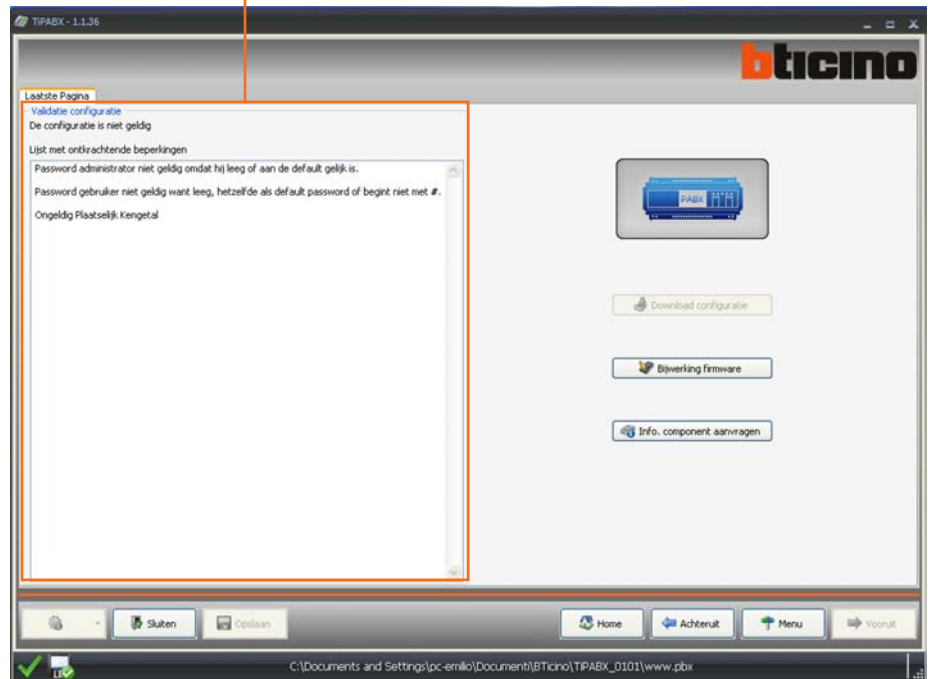 TiPABX - 1.1.36
bticino
Laatste Pagina
Validatie configuratie
De configuratie is niet geldig
Lijst met ontkrachtende beperkingen
Password administrator niet geldig omdat hij leeg of aan de default gelijk is.
Password gebruiker niet geldig want leeg, hetzelfde als default password of begint niet met #.
Ongeldig Plaatselijk Kengetal
PABX
Download configuratie
Bijwerking firmware
Info. component aanvragen
Sluiten
Opslaan
Home
Achteruit
Menu
Vooruit
C:\Documents and Settings\pc-emilio\Documenti\BTicino\TiPABX_0101\www.pbx